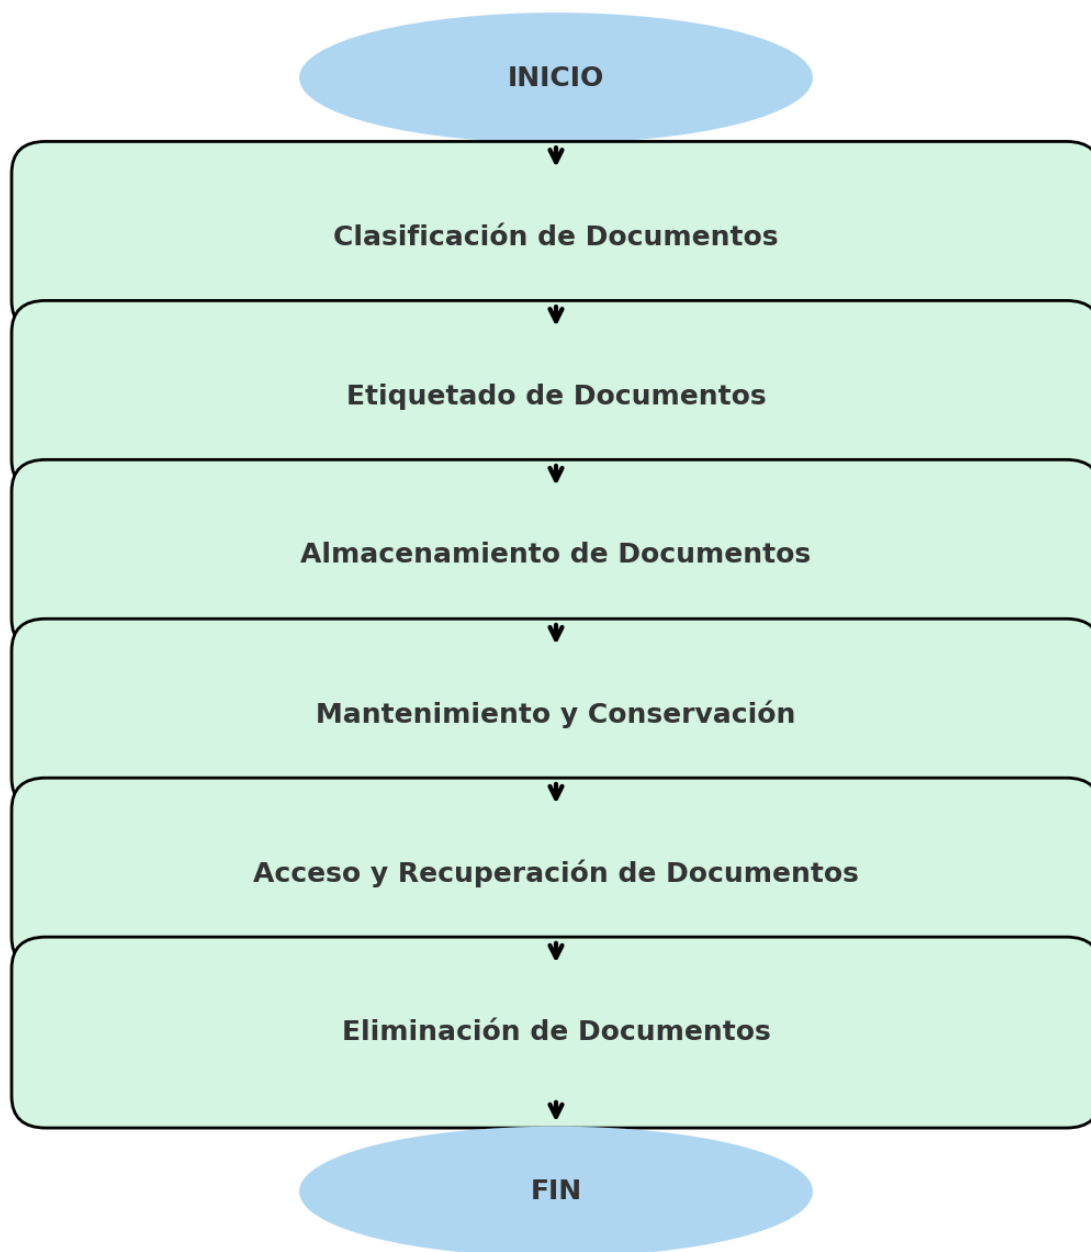 INICIO
Clasificación de Documentos
Etiquetado de Documentos
Almacenamiento de Documentos
Mantenimiento y Conservación
Acceso y Recuperación de Documentos
Eliminación de Documentos
FIN